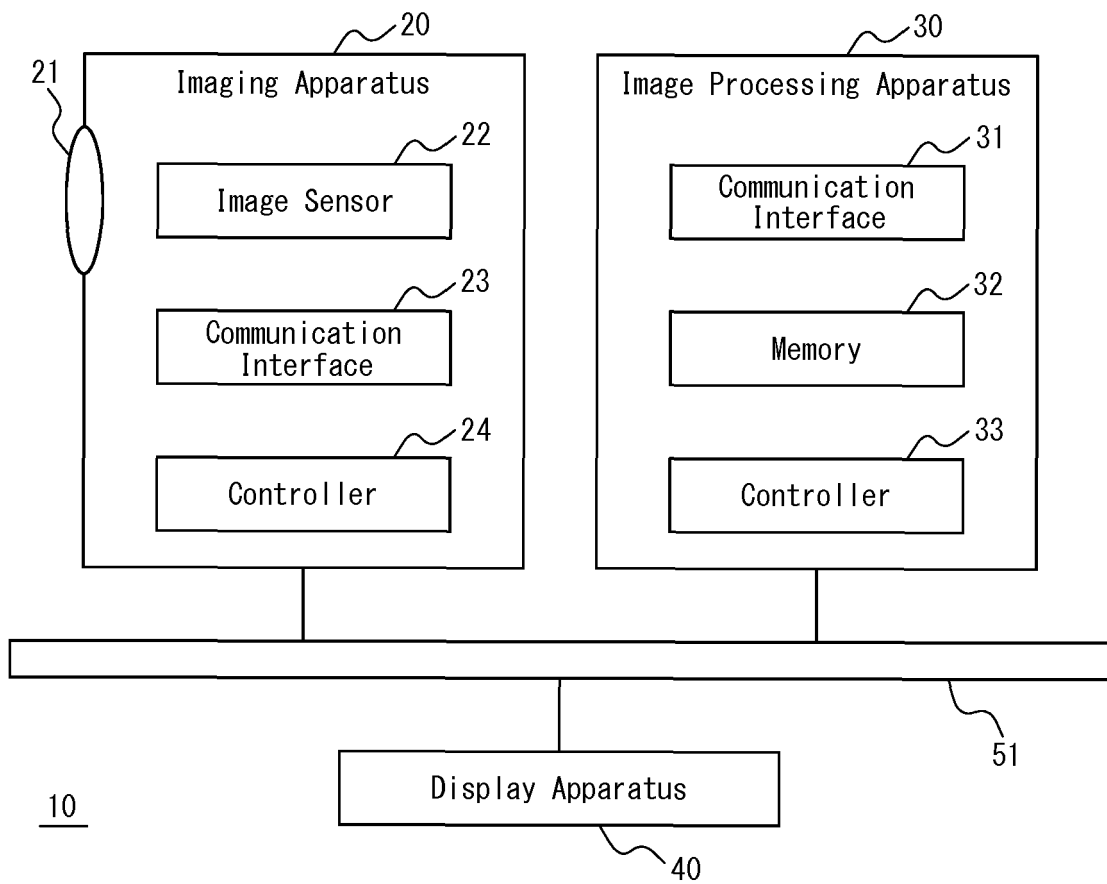 20
30
21
Imaging Apparatus
Image Processing Apparatus
22
31
Image Sensor
Communication
Interface
23
32
Communication
Interface
Memory
24
33
Controller
Controller
51
Display Apparatus
10
40